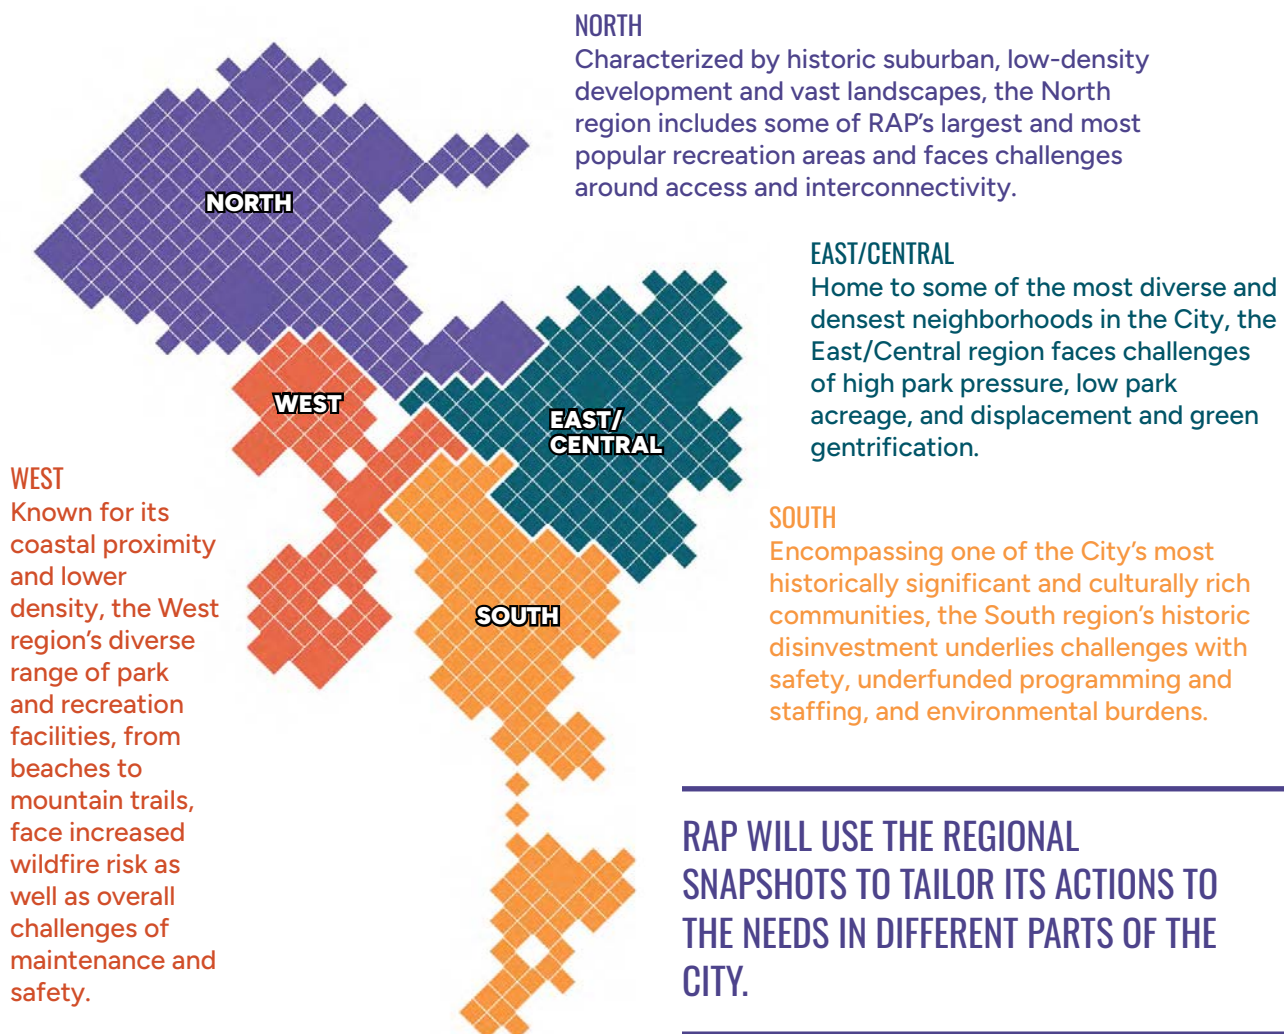 NORTH
Characterized by historic suburban, low-density
development and vast landscapes, the North
region includes some of RAP's largest and most
popular recreation areas and faces challenges
around access and interconnectivity.
NORTH
EAST/CENTRAL
Home to some of the most diverse and
densest neighborhoods in the City, the
East/Central region faces challenges
of high park pressure, low park
acreage, and displacement and green
gentrification.
WEST
EAST/
CENTRAL
WEST
Known for its
coastal proximity
and lower
density, the West
region's diverse
range of park
and recreation
facilities, from
beaches to
mountain trails,
face increased
wildfire risk as
well as overall
challenges of
maintenance and
safety.
SOUTH
Encompassing one of the City's most
historically significant and culturally rich
communities, the South region's historic
disinvestment underlies challenges with
safety, underfunded programming and
staffing, and environmental burdens.
SOUTH
RAP WILL USE THE REGIONAL
SNAPSHOTS TO TAILOR ITS ACTIONS TO
THE NEEDS IN DIFFERENT PARTS OF THE
CITY.